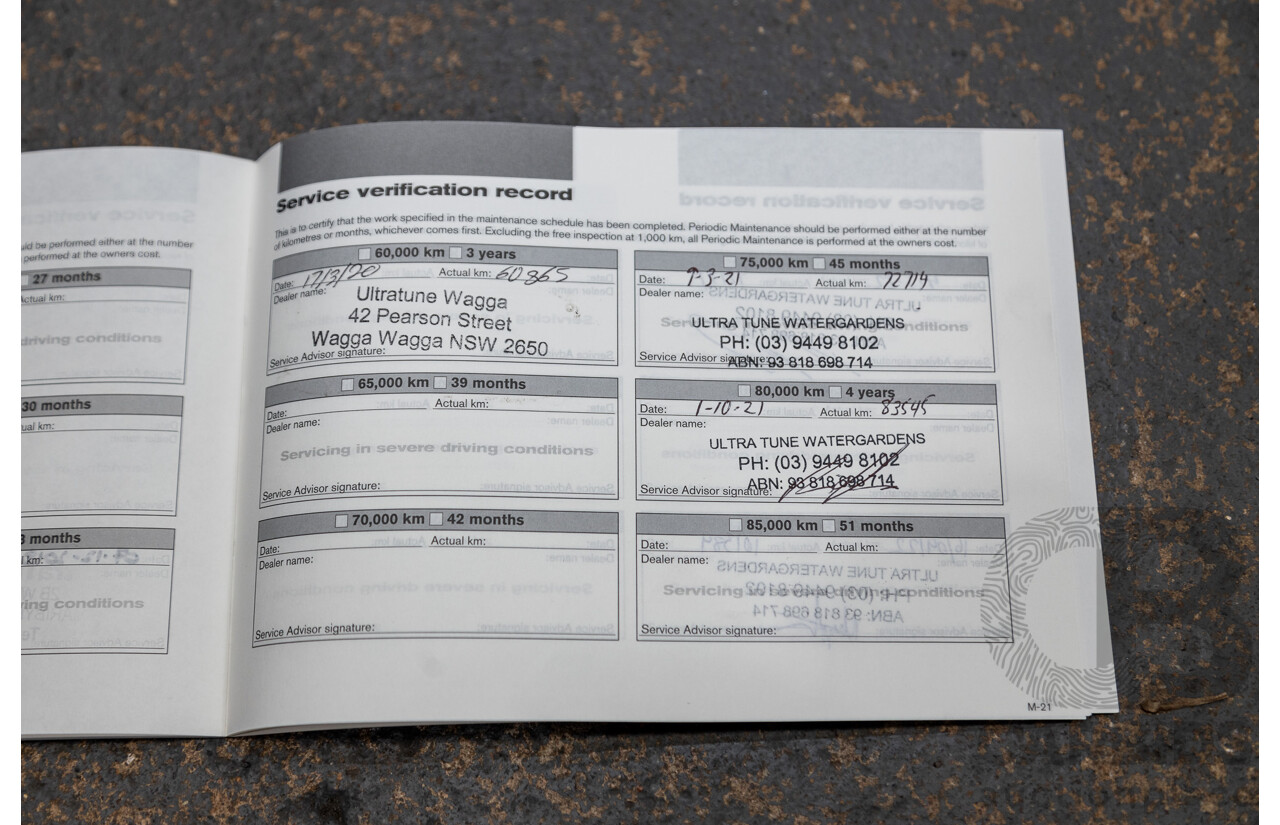 27 months
30 months
Service verification record
This is to certify that the work specified in the maintenance schedule has been completed. Periodic Maintenance should be performed either at the number
of kilometres or months, whichever comes first. Excluding the free inspection at 1,000 km, all Periodic Maintenance is performed at the owners cost.
60,000 km 3 years
Date: 17/3/20 Actual km: 60365
Dealer name:
Ultratune Wagga
42 Pearson Street
Wagga Wagga NSW 2650
Service Advisor signature:
65,000 km 39 months
Date: Actual km:
Dealer name:
Servicing in severe driving conditions
Service Advisor signature:
70,000 km 42 months
Date: Actual km:
Dealer name:
Service Advisor signature:
75,000 km 45 months
Date: Actual km: 72714
Dealer name:
ULTRA TUNE WATERGARDENS
PH: (03) 9449 8102
ABN: 93 818 698 714
Service Advisor signature:
80,000 km 4 years
Date: 1-10-21 Actual km: 83545
Dealer name:
ULTRA TUNE WATERGARDENS
PH: (03) 9449 8102
ABN: 93 818 698 714
Service Advisor signature:
85,000 km 51 months
Date: Actual km:
Dealer name:
Servicing in severe driving conditions
Service Advisor signature:
M-21